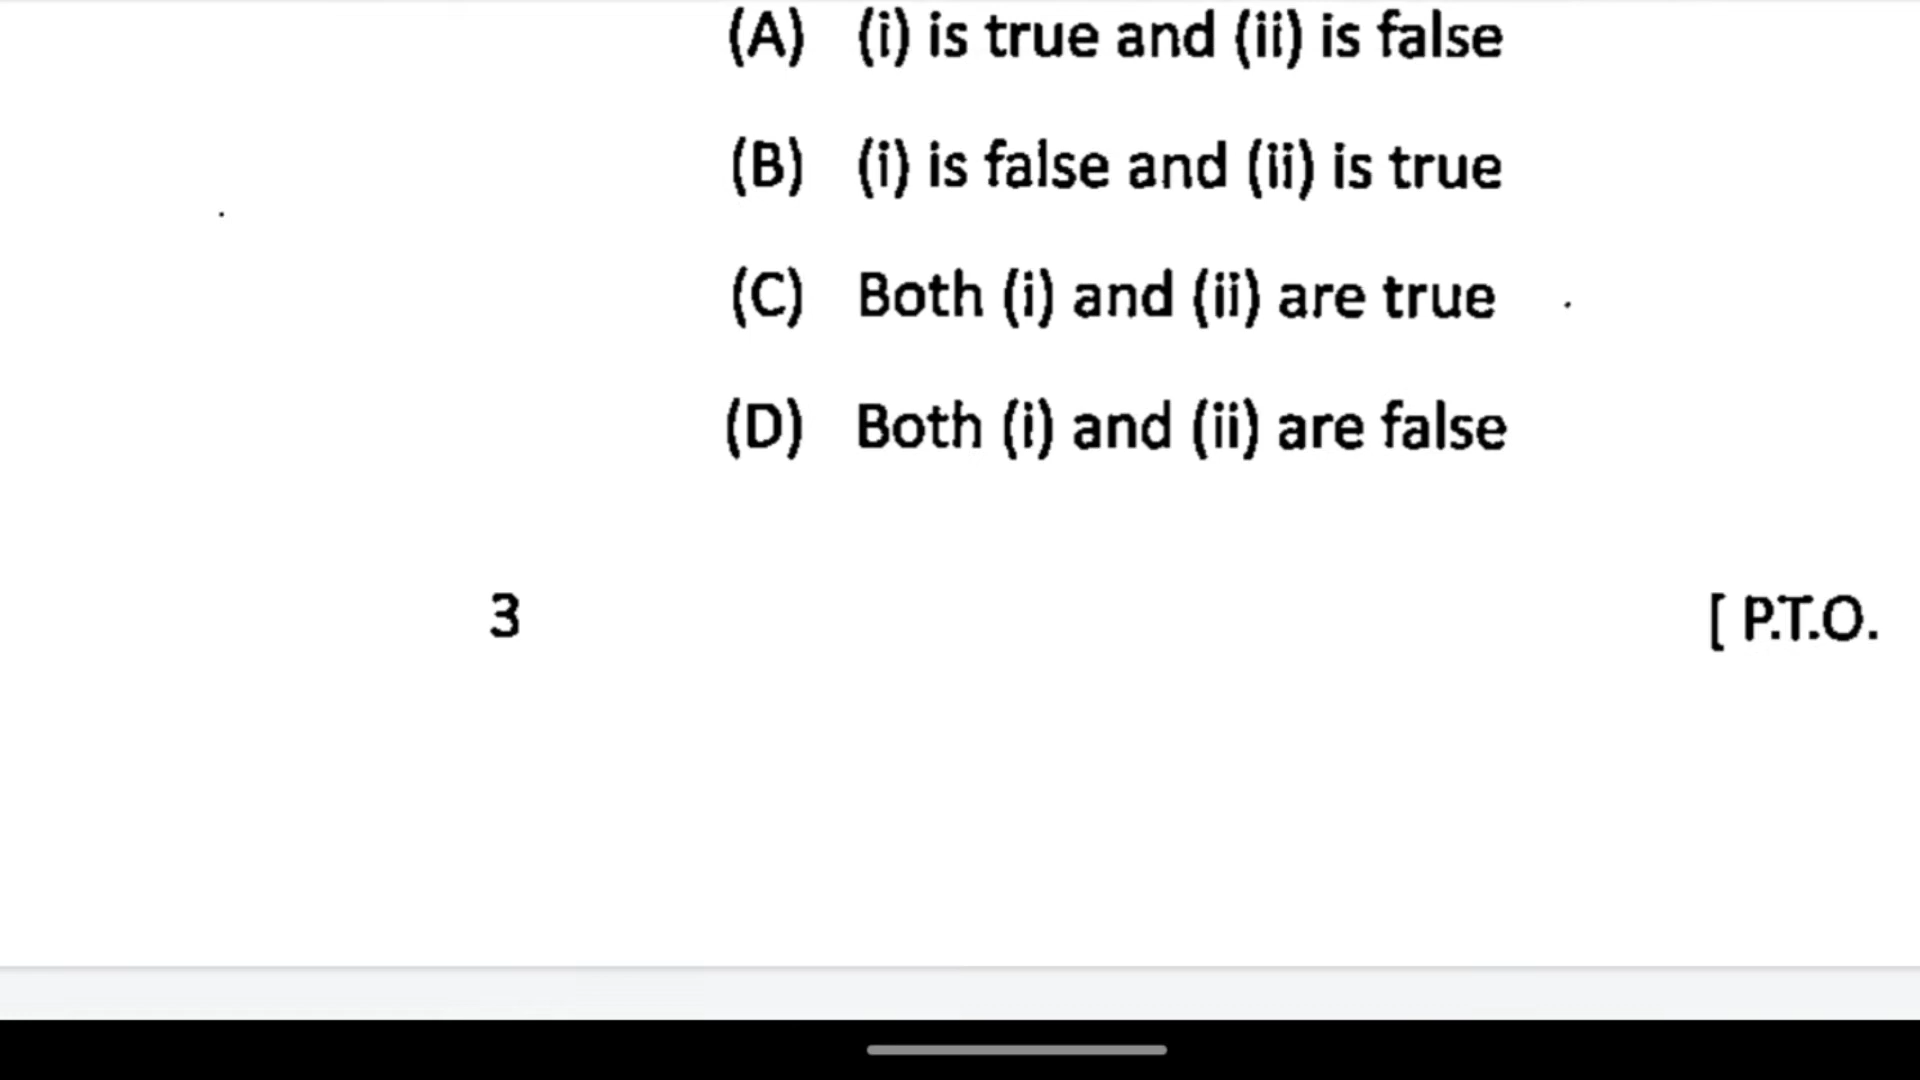 (A) (i) is true and (ii) is false
(B) (i) is false and (ii) is true
(C) Both (i) and (ii) are true
(D) Both (i) and (ii) are false
3 [ P.T.O.